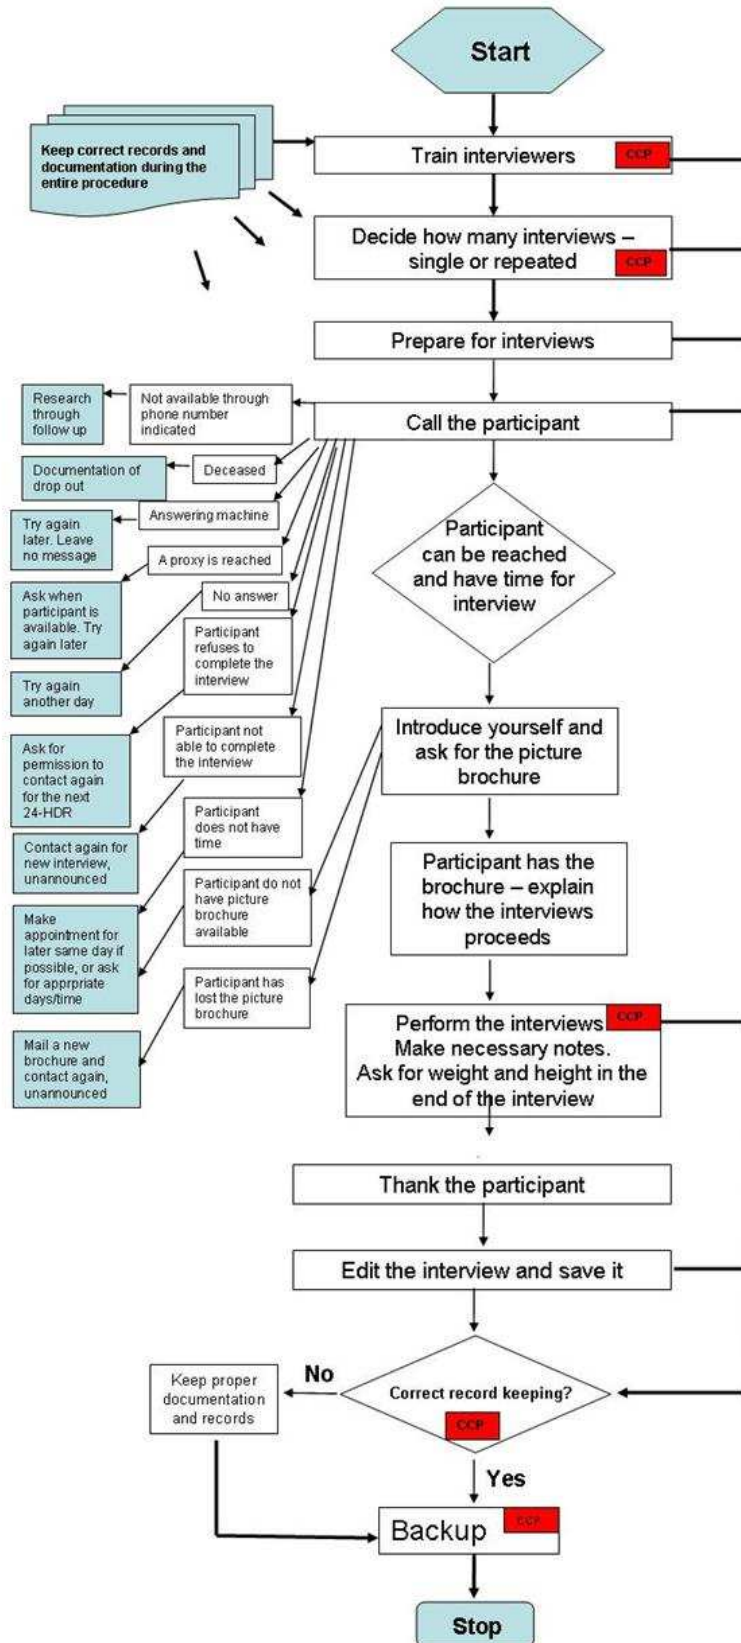 Start
Keep correct records and
documentation during the
entire procedure
Train interviewers
CCP
Decide how many interviews –
single or repeated
CCP
Prepare for interviews
Call the participant
Not available through
phone number
indicated
Research
through
follow up
Deceased
Documentation of
drop out
Answering machine
Try again
later. Leave
no message
A proxy is reached
Ask when
participant is
available. Try
again later
No answer
Try again
another day
Participant
refuses to
complete the
interview
Ask for
permission to
contact again
for the next
24-HDR
Participant not
able to complete
the interview
Contact again for
new interview,
unannounced
Participant
does not have
time
Make
appointment for
later same day if
possible, or ask
for apprpriate
days/time
Participant do not
have picture
brochure
available
Participant has
lost the picture
brochure
Mail a new
brochure and
contact again,
unannounced
Participant
can be reached
and have time for
interview
Introduce yourself and
ask for the picture
brochure
Participant has the
brochure – explain
how the interviews
proceeds
Perform the interviews
CCP
Make necessary notes.
Ask for weight and height in the
end of the interview
Thank the participant
Edit the interview and save it
Correct record keeping?
CCP
No
Keep proper
documentation
and records
Yes
Backup
CCP
Stop